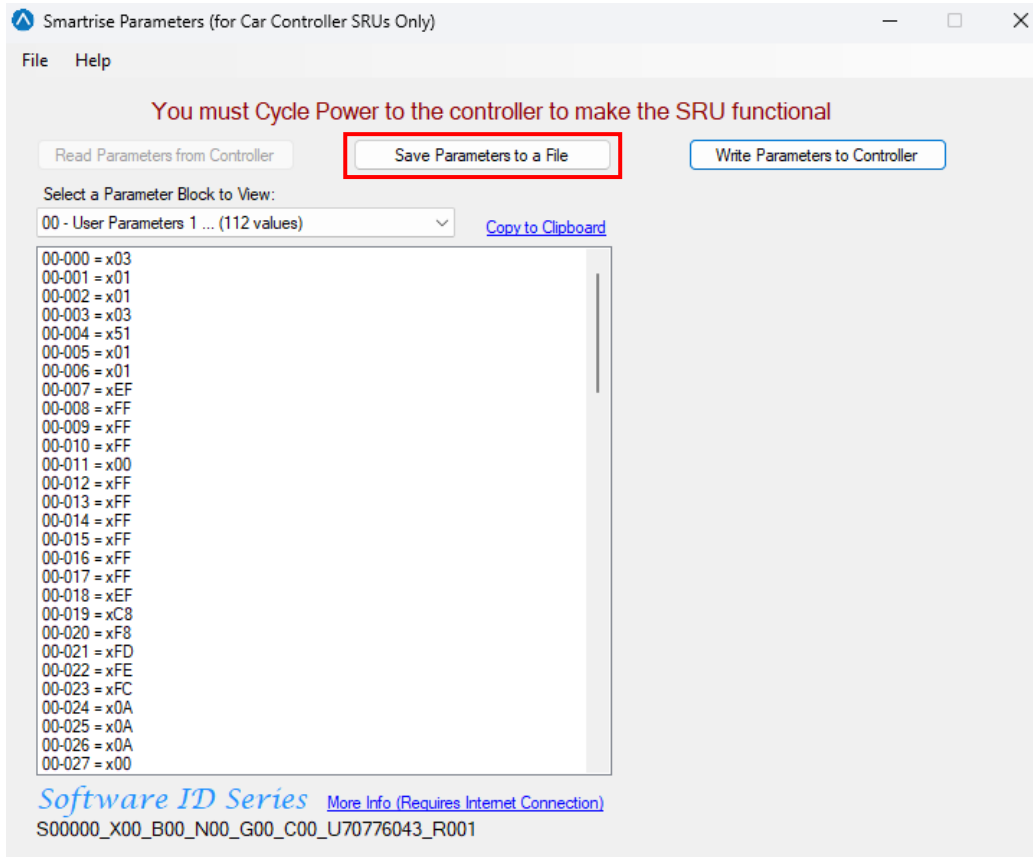 Smartrise Parameters (for Car Controller SRUs Only)
File Help
You must Cycle Power to the controller to make the SRU functional
Read Parameters from Controller Save Parameters to a File Write Parameters to Controller
Select a Parameter Block to View:
00 - User Parameters 1 ... (112 values) Copy to Clipboard
00-000 = x03
00-001 = x01
00-002 = x01
00-003 = x03
00-004 = x51
00-005 = x01
00-006 = x01
00-007 = xEF
00-008 = xFF
00-009 = xFF
00-010 = xFF
00-011 = x00
00-012 = xFF
00-013 = xFF
00-014 = xFF
00-015 = xFF
00-016 = xFF
00-017 = xFF
00-018 = xEF
00-019 = xC8
00-020 = xF8
00-021 = xFD
00-022 = xFE
00-023 = xFC
00-024 = x0A
00-025 = x0A
00-026 = x0A
00-027 = x00
Software ID Series More Info (Requires Internet Connection)
S00000_X00_B00_N00_G00_C00_U70776043_R001